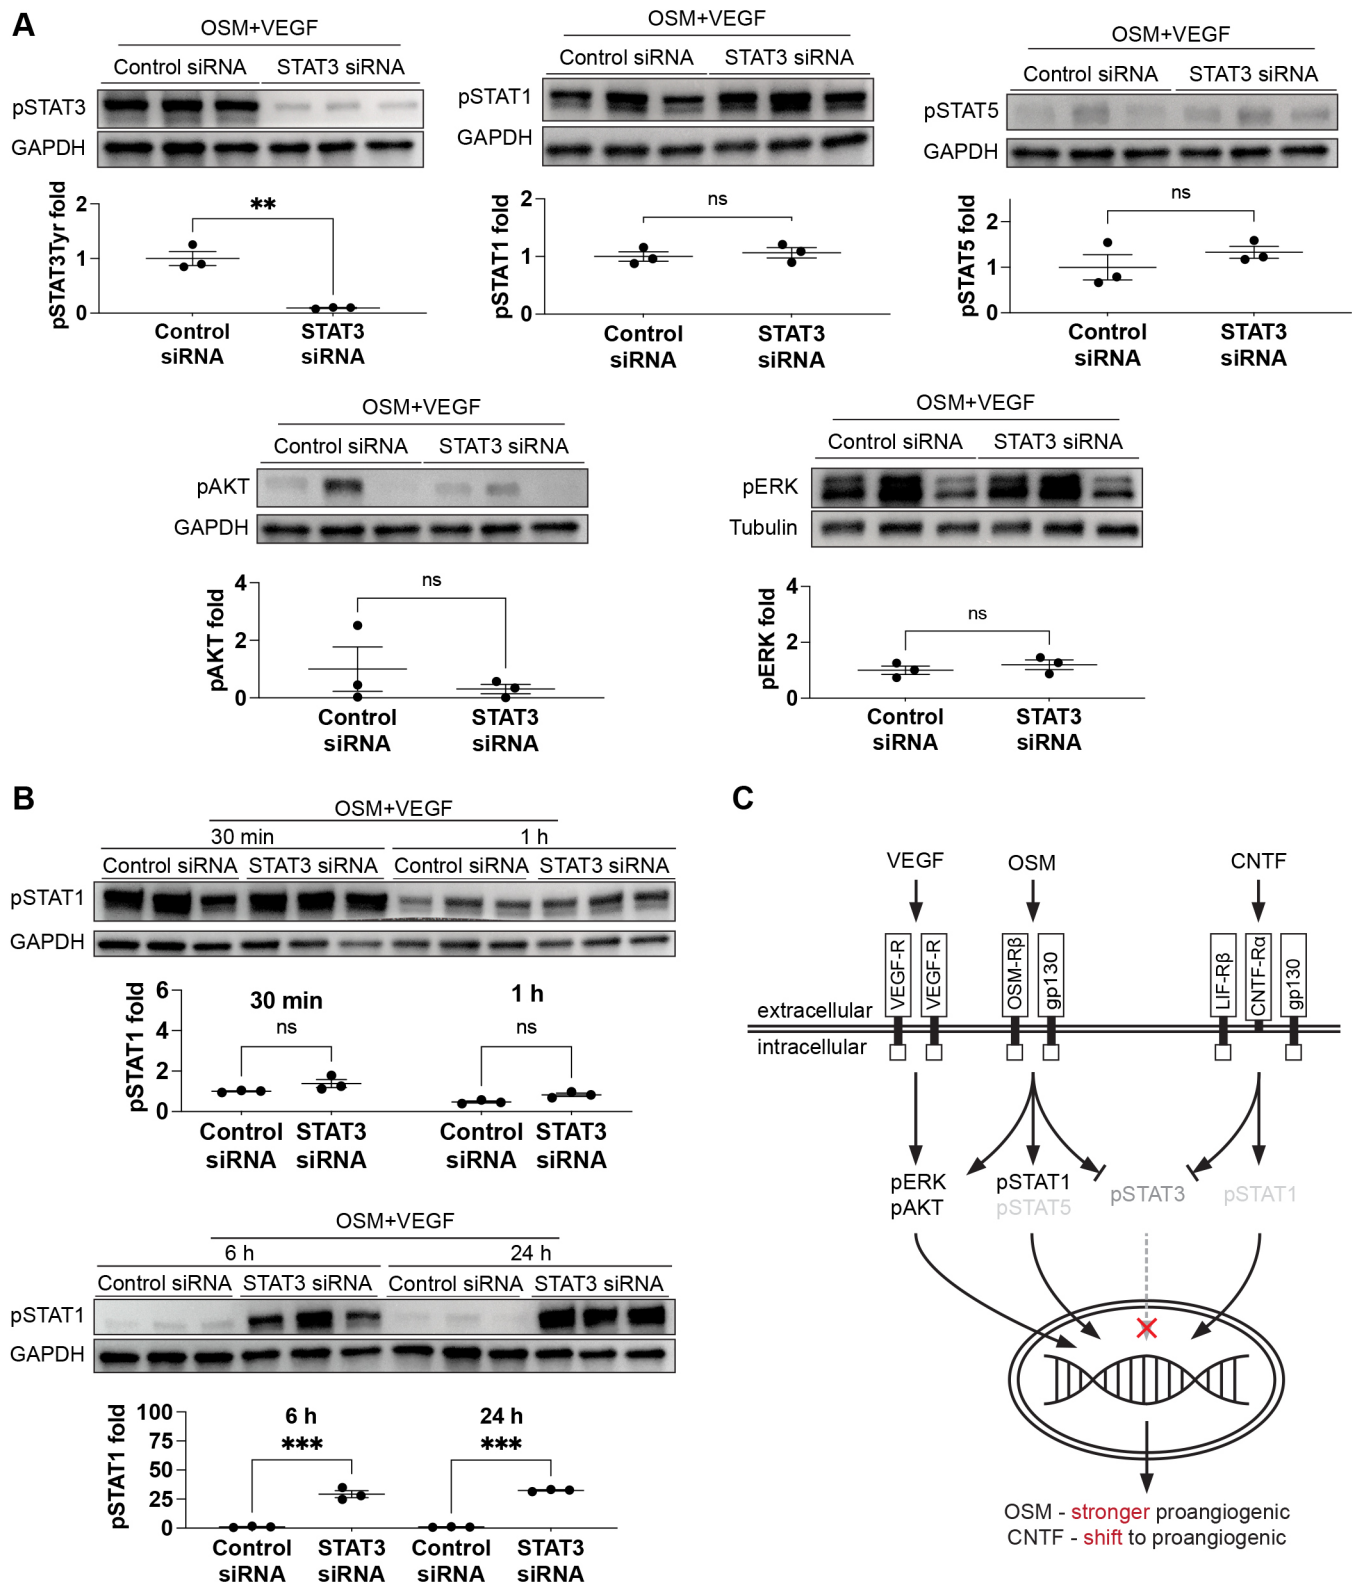 A
OSM+VEGF
Control siRNA STAT3 siRNA
pSTAT3
GAPDH
pSTAT3Tyr fold
2
1
0
**
Control siRNA
STAT3 siRNA
OSM+VEGF
Control siRNA STAT3 siRNA
pSTAT1
GAPDH
pSTAT1 fold
2
1
0
ns
Control siRNA
STAT3 siRNA
OSM+VEGF
Control siRNA STAT3 siRNA
pSTAT5
GAPDH
pSTAT5 fold
2
1
0
ns
Control siRNA
STAT3 siRNA
OSM+VEGF
Control siRNA STAT3 siRNA
pAKT
GAPDH
pAKT fold
4
2
0
ns
Control siRNA
STAT3 siRNA
OSM+VEGF
Control siRNA STAT3 siRNA
pERK
Tubulin
pERK fold
4
2
0
ns
Control siRNA
STAT3 siRNA
B
OSM+VEGF
30 min 1 h
Control siRNA STAT3 siRNA Control siRNA STAT3 siRNA
pSTAT1
GAPDH
pSTAT1 fold
6
4
2
0
30 min
ns
1 h
ns
Control siRNA
STAT3 siRNA
Control siRNA
STAT3 siRNA
OSM+VEGF
6 h 24 h
Control siRNA STAT3 siRNA Control siRNA STAT3 siRNA
pSTAT1
GAPDH
pSTAT1 fold
100
75
50
25
0
6 h
***
24 h
***
Control siRNA
STAT3 siRNA
Control siRNA
STAT3 siRNA
C
VEGF OSM CNTF
VEGF-R
VEGF-R
OSM-Rβ
gp130
LIF-Rβ
CNTF-Rα
gp130
extracellular
intracellular
pERK
pAKT
pSTAT1
pSTAT5
pSTAT3
pSTAT1
OSM - stronger proangiogenic
CNTF - shift to proangiogenic